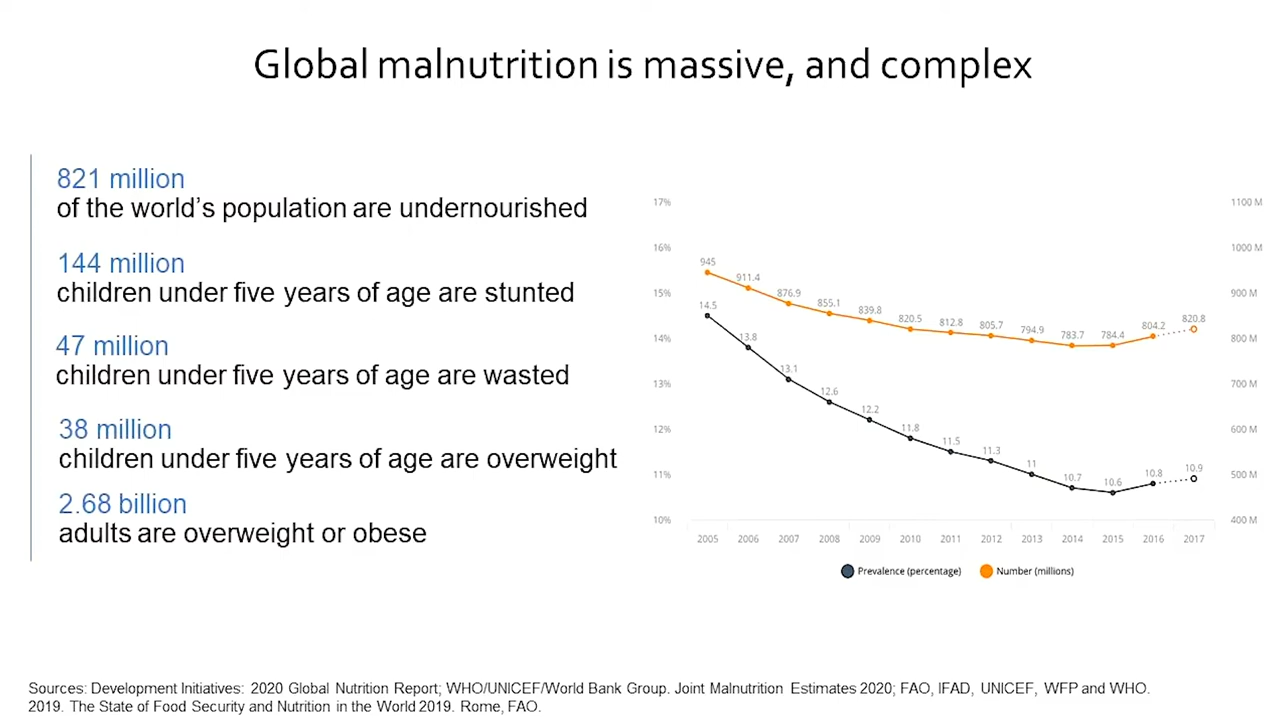 Global malnutrition is massive, and complex
821 million
of the world's population are undernourished
144 million
children under five years of age are stunted
47 million
children under five years of age are wasted
38 million
children under five years of age are overweight
2.68 billion
adults are overweight or obese
17% 1100 M
16% 1000 M
15% 900 M
14% 800 M
13% 700 M
12% 600 M
11% 500 M
10% 400 M
945 911.4 876.9 855.1 839.8 820.5 812.8 805.7 794.9 783.7 784.4 804.2 820.8
14.5 13.8 13.1 12.6 12.2 11.8 11.5 11.3 11 10.7 10.6 10.8 10.9
2005 2006 2007 2008 2009 2010 2011 2012 2013 2014 2015 2016 2017
Prevalence (percentage) Number (millions)
Sources: Development Initiatives: 2020 Global Nutrition Report; WHO/UNICEF/World Bank Group. Joint Malnutrition Estimates 2020; FAO, IFAD, UNICEF, WFP and WHO.
2019. The State of Food Security and Nutrition in the World 2019. Rome, FAO.